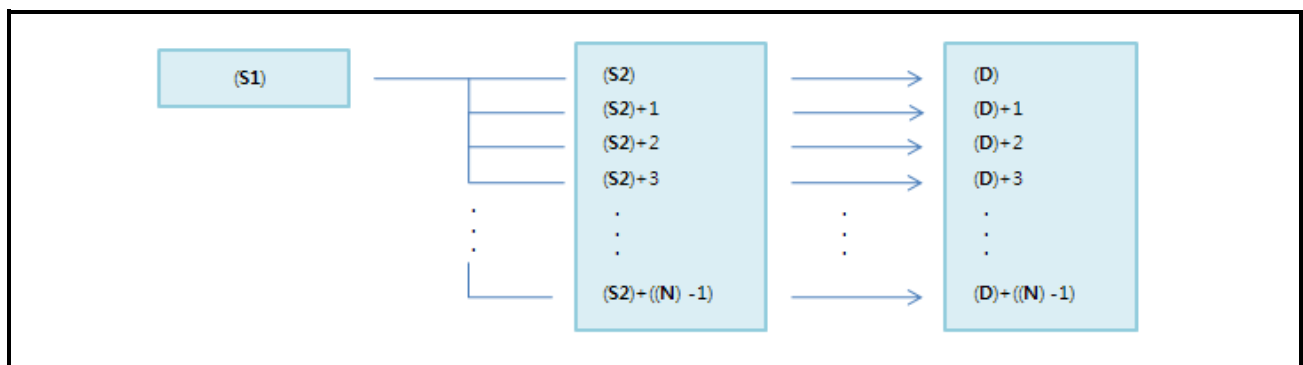 (S1) (S2) (D)
(S2)+1 (D)+1
(S2)+2 (D)+2
(S2)+3 (D)+3
(S2)+((N) -1) (D)+((N) -1)